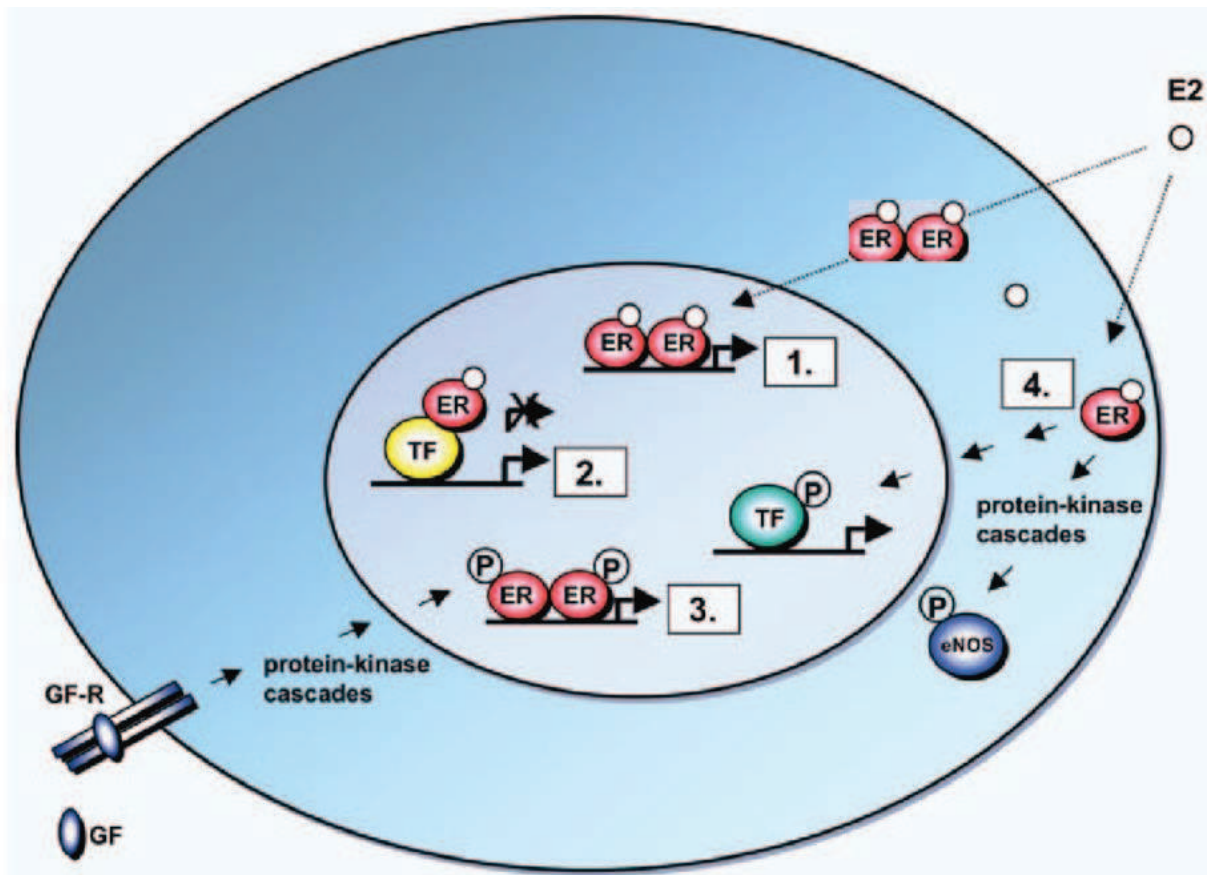 E2
ER ER
ER ER
1.
4.
ER
ER
TF
2.
P
TF
protein-kinase
cascades
P P
ER ER
3.
P
eNOS
protein-kinase
cascades
GF-R
GF